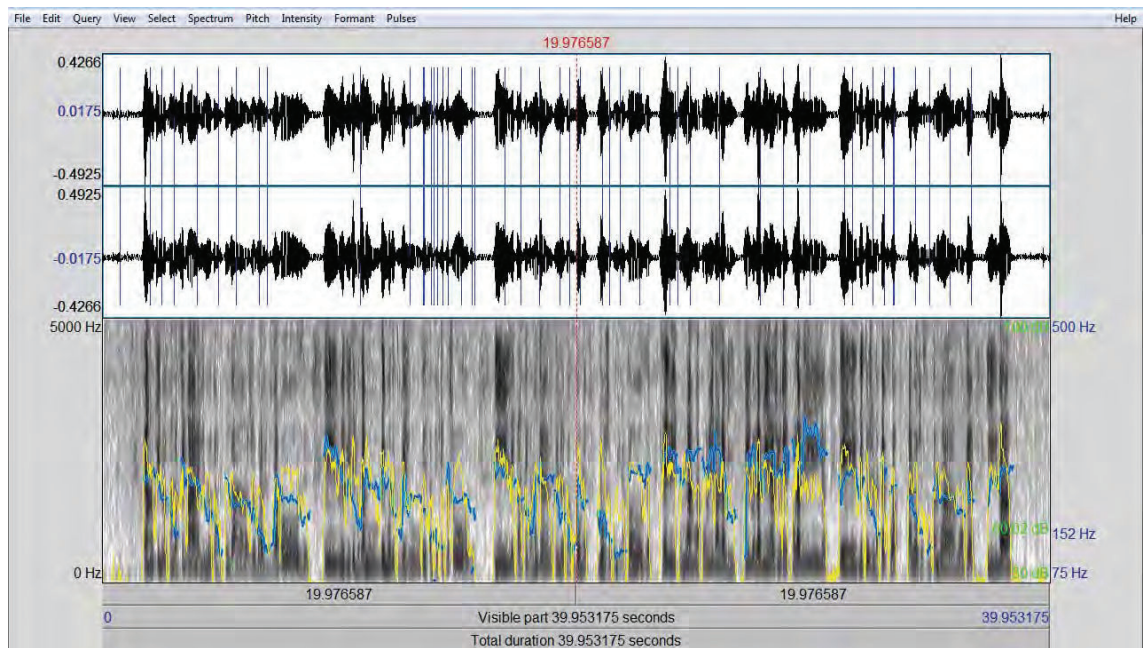 File Edit Query View Select Spectrum Pitch Intensity Formant Pulses Help
19.976587
0.4266
0.0175
-0.4925
0.4925
-0.0175
-0.4266
5000 Hz
500 Hz
152 Hz
0 Hz
75 Hz
19.976587 19.976587
0 Visible part 39.953175 seconds 39.953175
Total duration 39.953175 seconds